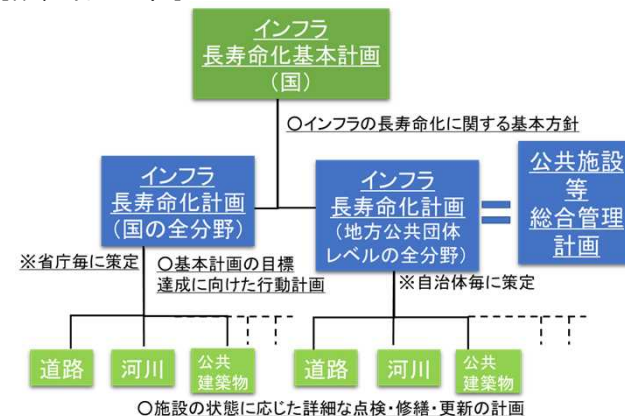 インフラ
長寿命化基本計画
(国)
○インフラの長寿命化に関する基本方針
インフラ
長寿命化計画
(国の全分野)
インフラ
長寿命化計画
(地方公共団体
レベルの全分野)
公共施設
等
総合管理
計画
※省庁毎に策定
○基本計画の目標
達成に向けた行動計画
※自治体毎に策定
道路
河川
公共
建築物
道路
河川
公共
建築物
○施設の状態に応じた詳細な点検・修繕・更新の計画